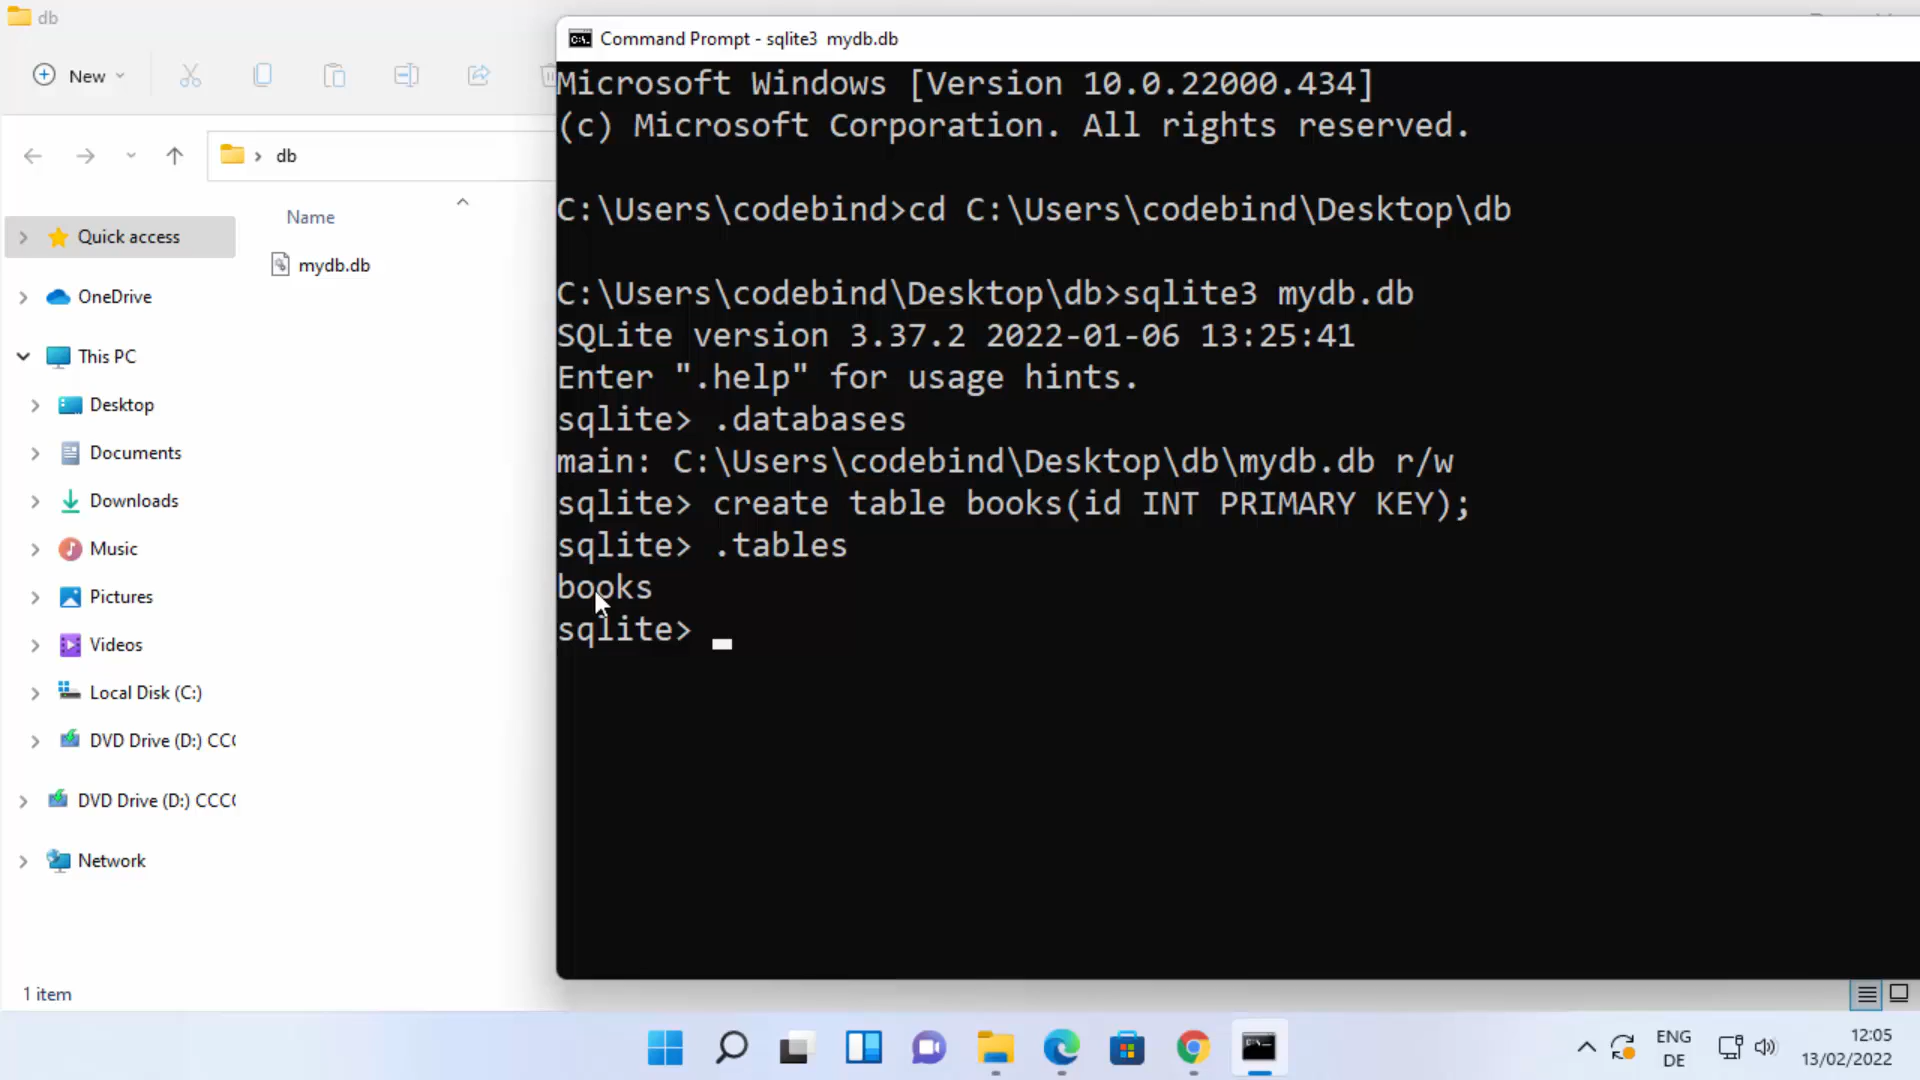 db
New
db
Name
Quick access
mydb.db
OneDrive
This PC
Desktop
Documents
Downloads
Music
Pictures
Videos
Local Disk (C:)
DVD Drive (D:) CCC
DVD Drive (D:) CCC
Network
1 item
Command Prompt - sqlite3 mydb.db
Microsoft Windows [Version 10.0.22000.434]
(c) Microsoft Corporation. All rights reserved.
C:\Users\codebind>cd C:\Users\codebind\Desktop\db
C:\Users\codebind\Desktop\db>sqlite3 mydb.db
SQLite version 3.37.2 2022-01-06 13:25:41
Enter ".help" for usage hints.
sqlite> .databases
main: C:\Users\codebind\Desktop\db\mydb.db r/w
sqlite> create table books(id INT PRIMARY KEY);
sqlite> .tables
books
sqlite>
ENG
DE
12:05
13/02/2022